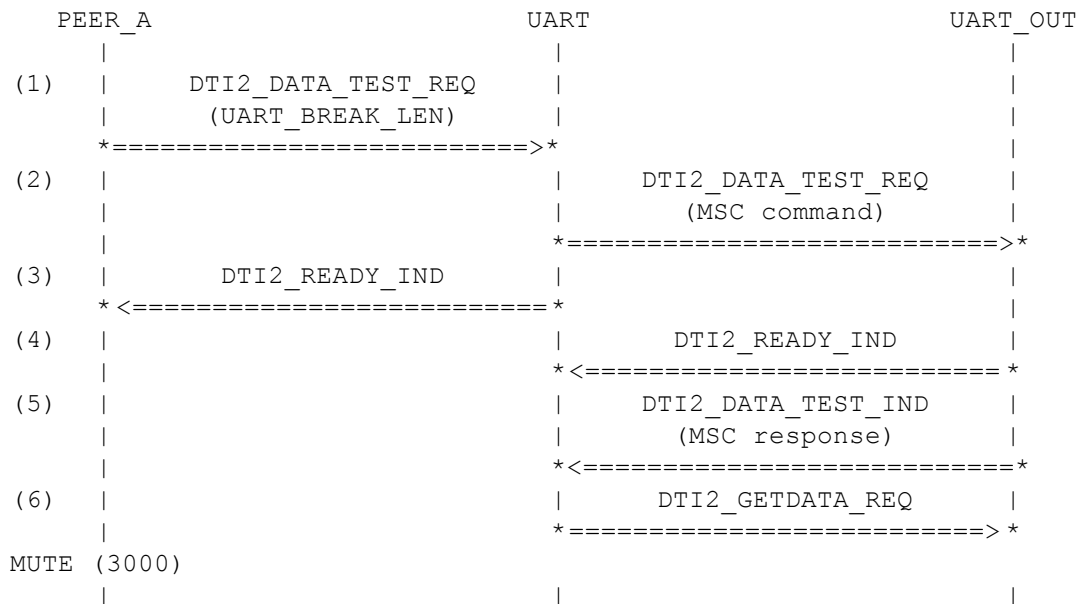 PEER_A UART UART_OUT
| | |
(1) | DTI2_DATA_TEST_REQ | |
| (UART_BREAK_LEN) | |
*==========================>* |
(2) | | DTI2_DATA_TEST_REQ |
| | (MSC command) |
| *===========================>*
(3) | DTI2_READY_IND | |
*<===========================* |
(4) | | DTI2_READY_IND |
| *<==========================*
(5) | | DTI2_DATA_TEST_IND |
| | (MSC response) |
| *<===========================*
(6) | | DTI2_GETDATA_REQ |
| *==========================>*
MUTE (3000)
| | |